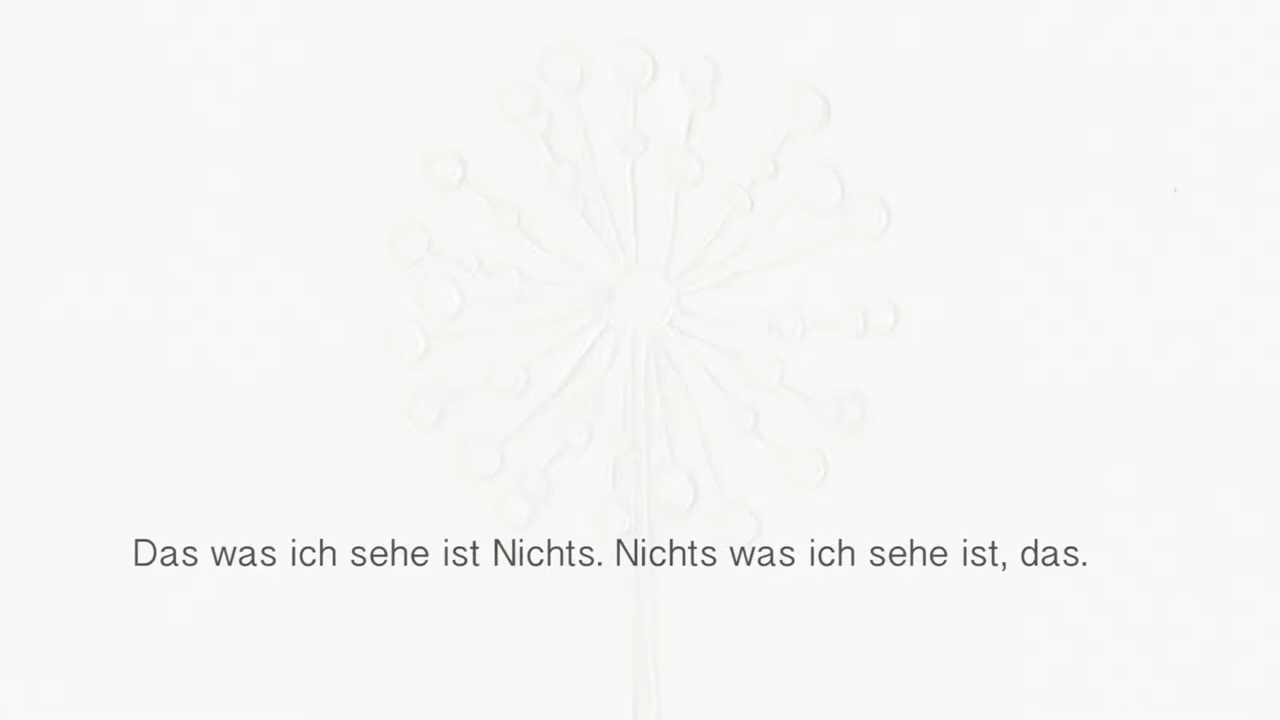 Das was ich sehe ist Nichts. Nichts was ich sehe ist, das.